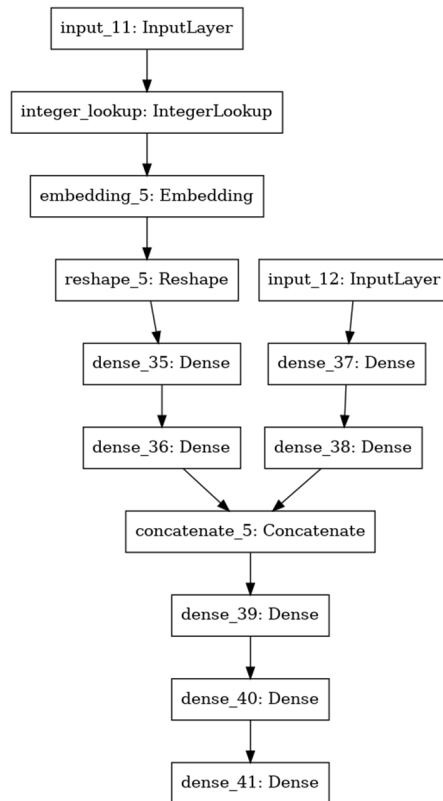 input_11: InputLayer
integer_lookup: IntegerLookup
embedding_5: Embedding
reshape_5: Reshape
input_12: InputLayer
dense_35: Dense
dense_37: Dense
dense_36: Dense
dense_38: Dense
concatenate_5: Concatenate
dense_39: Dense
dense_40: Dense
dense_41: Dense